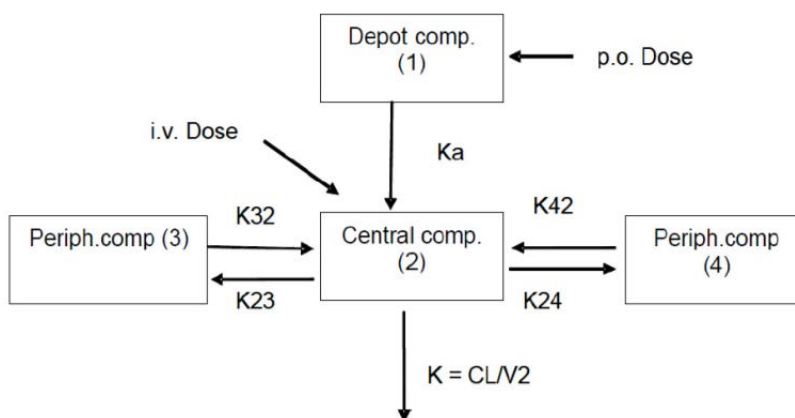 Depot comp.
(1)
p.o. Dose
i.v. Dose
Ka
K32
K42
Periph.comp (3)
Central comp.
(2)
Periph.comp
(4)
K23
K24
K = CL/V2